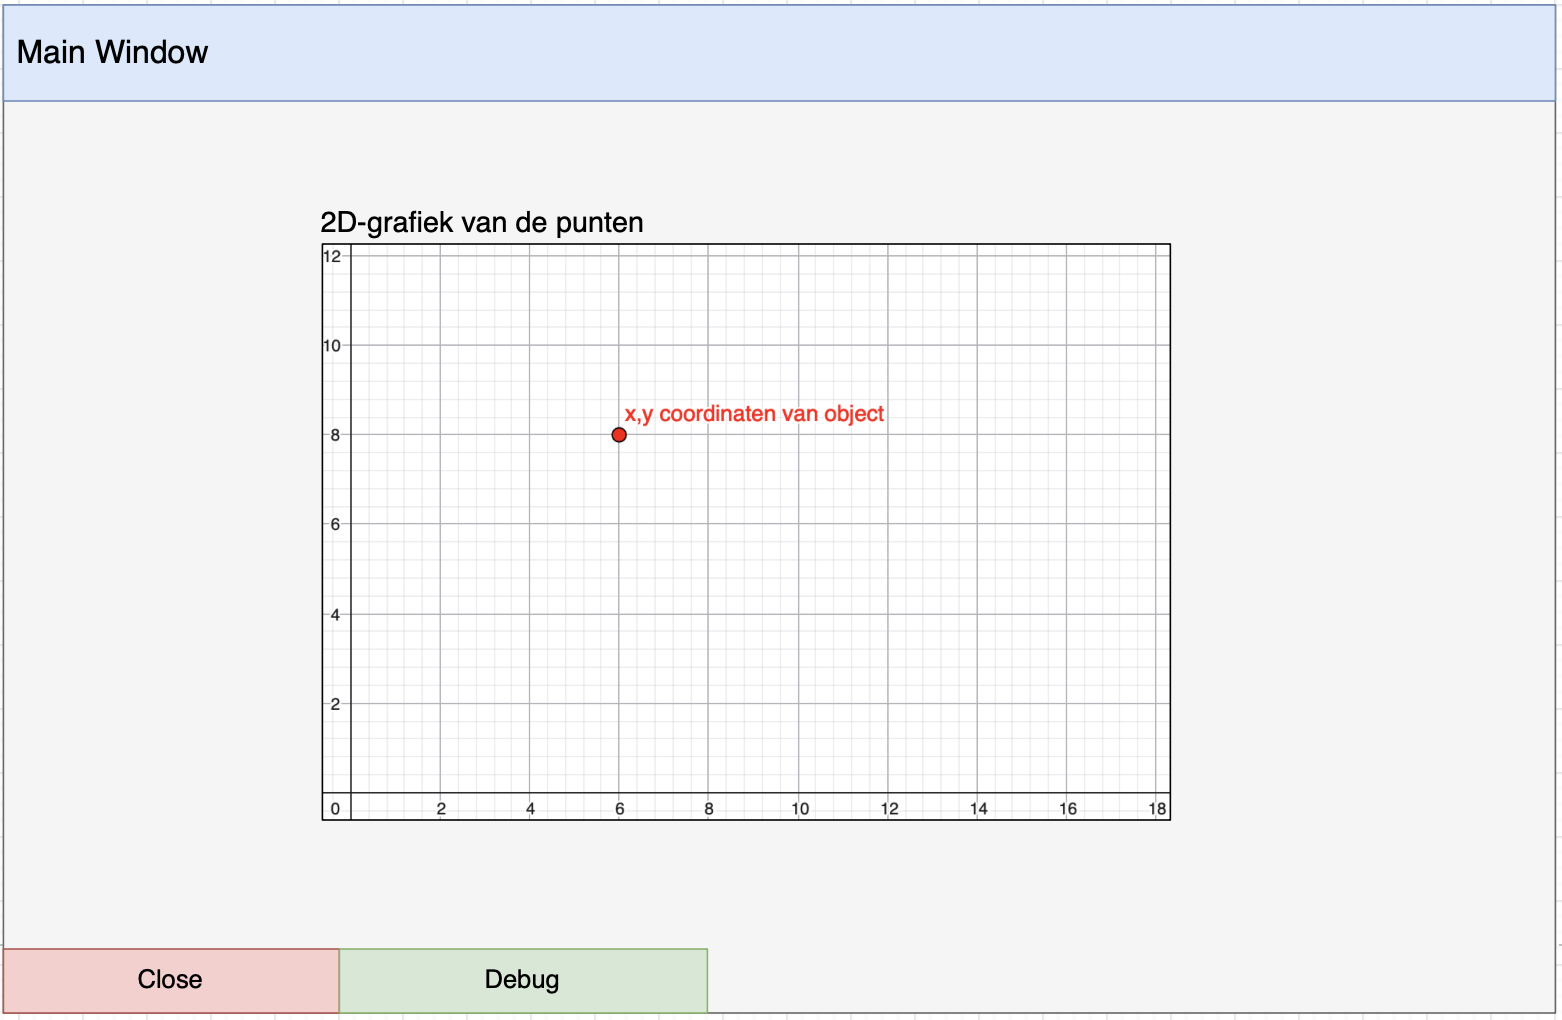 Main Window
2D-grafiek van de punten
12
10
x,y coordinaten van object
8
6
4
2
0 2 4 6 8 10 12 14 16 18
Close Debug